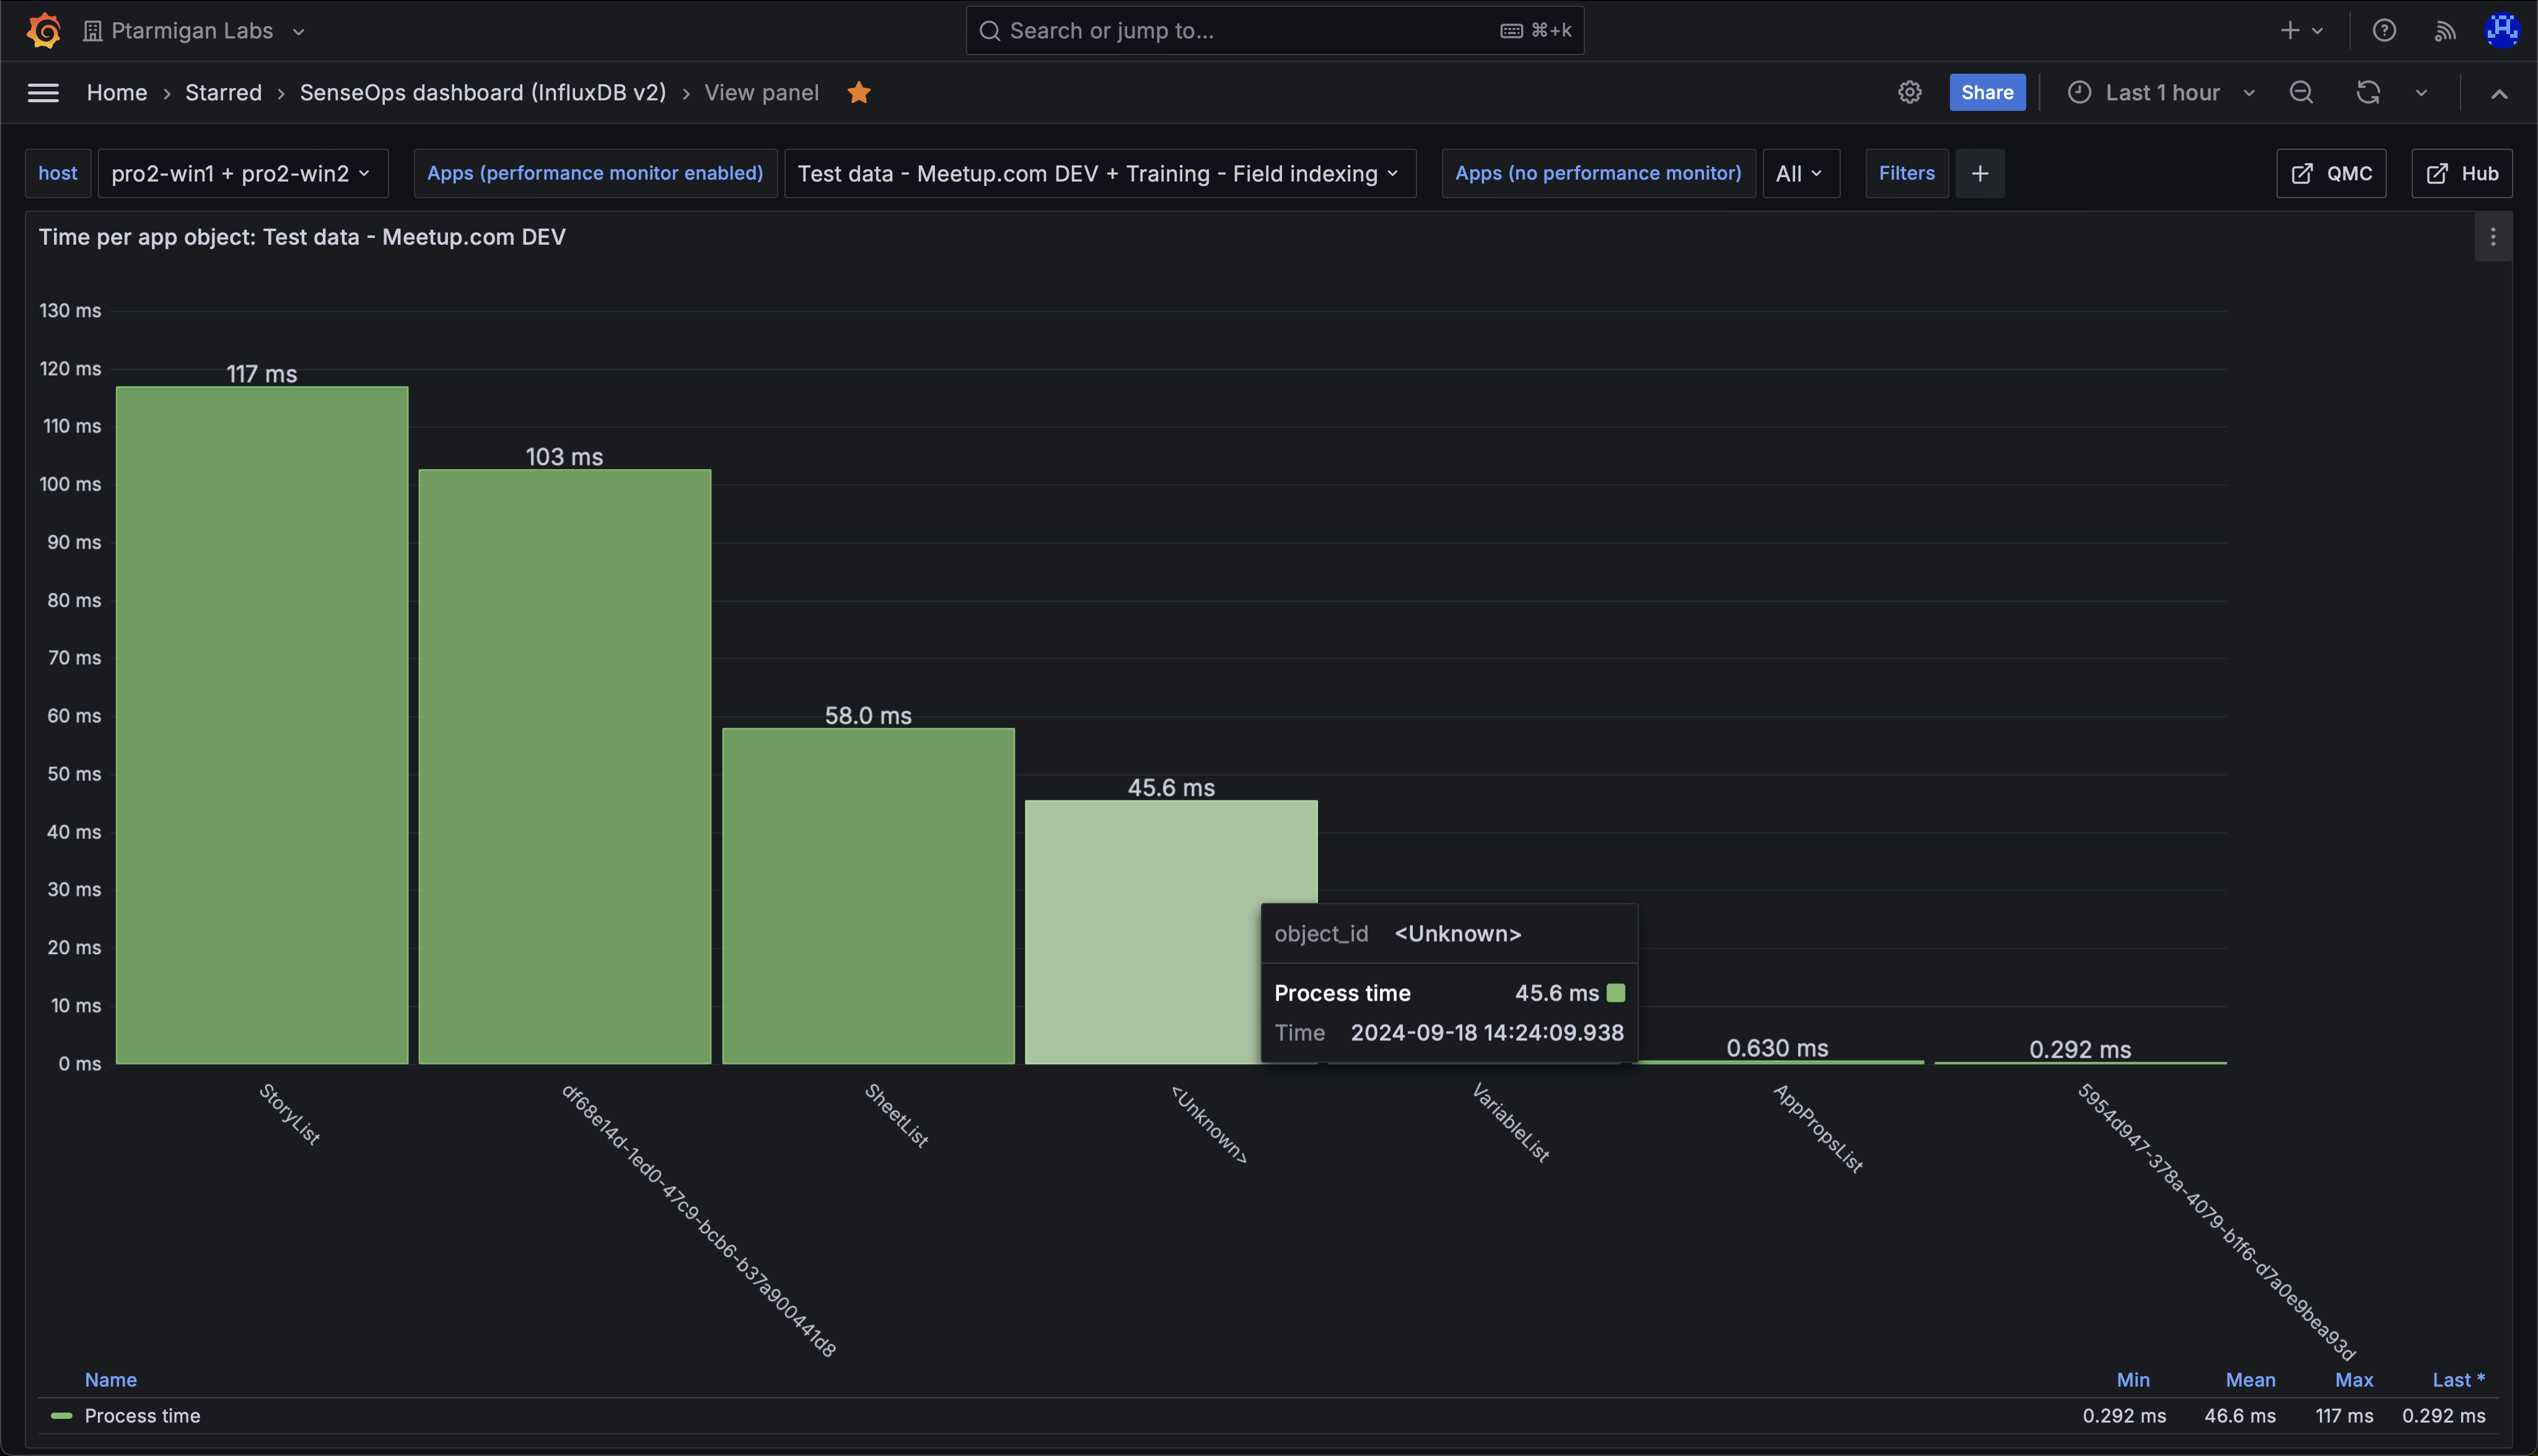 Ptarmigan Labs
Search or jump to...
⌘+k
Home › Starred › SenseOps dashboard (InfluxDB v2) › View panel
Share
Last 1 hour
host
pro2-win1 + pro2-win2
Apps (performance monitor enabled)
Test data - Meetup.com DEV + Training - Field indexing
Apps (no performance monitor)
All
Filters
+
QMC
Hub
Time per app object: Test data - Meetup.com DEV
130 ms
120 ms
110 ms
100 ms
90 ms
80 ms
70 ms
60 ms
50 ms
40 ms
30 ms
20 ms
10 ms
0 ms
117 ms
103 ms
58.0 ms
45.6 ms
0.630 ms
0.292 ms
object_id <Unknown>
Process time 45.6 ms
Time 2024-09-18 14:24:09.938
StoryList
df68e14d-1ed0-47c9-bcb6-b37a900441d8
SheetList
<Unknown>
VariableList
AppPropsList
5954d947-378a-4079-b1f6-d7a0e9bea93d
Name Min Mean Max Last *
Process time 0.292 ms 46.6 ms 117 ms 0.292 ms